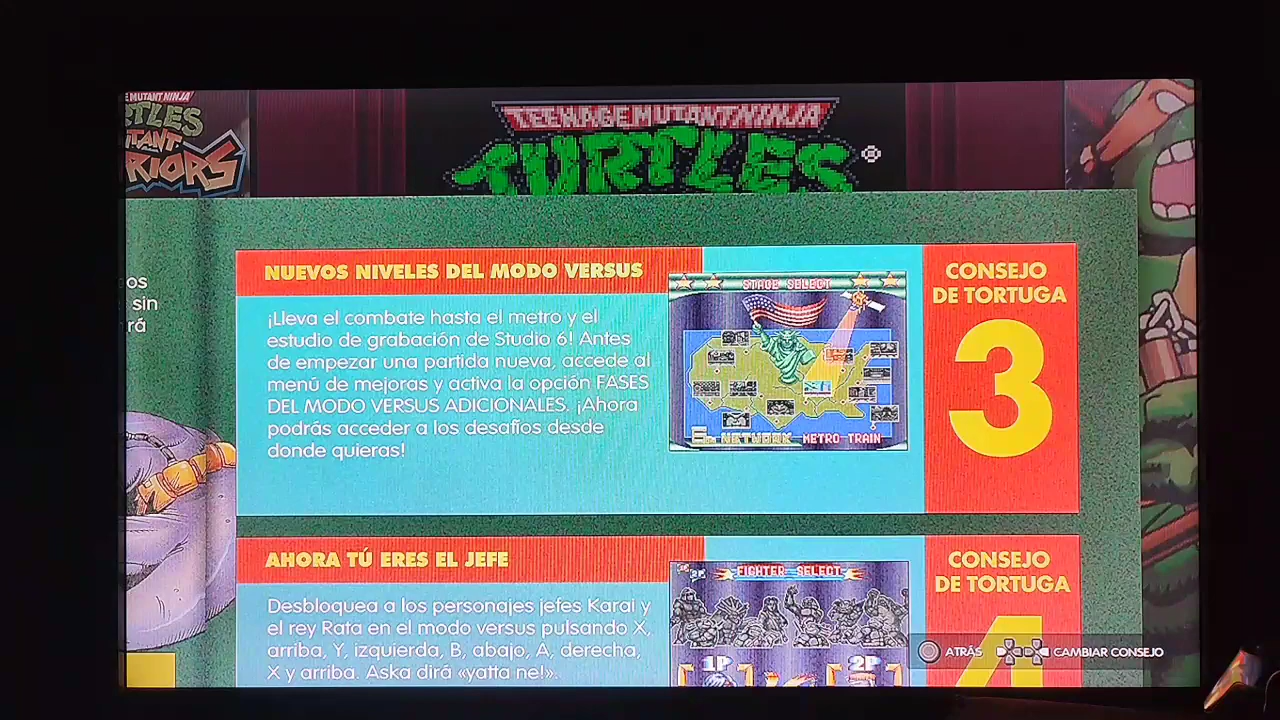 TEENAGE MUTANT NINJA
TURTLES
E MUTANT NINJA
RTLES
TANT
RIORS
os
sin
rá
NUEVOS NIVELES DEL MODO VERSUS
¡Lleva el combate hasta el metro y el
estudio de grabación de Studio 6! Antes
de empezar una partida nueva, accede al
menú de mejoras y activa la opción FASES
DEL MODO VERSUS ADICIONALES. ¡Ahora
podrás acceder a los desafíos desde
donde quieras!
STAGE SELECT
NETWORK METRO TRAIN
CONSEJO
DE TORTUGA
3
AHORA TÚ ERES EL JEFE
Desbloquea a los personajes jefes Karai y
el rey Rata en el modo versus pulsando X,
arriba, Y, izquierda, B, abajo, A, derecha,
X y arriba. Aska dirá «yatta ne!».
FIGHTER SELECT
1P
2P
CONSEJO
DE TORTUGA
4
ATRÁS
CAMBIAR CONSEJO